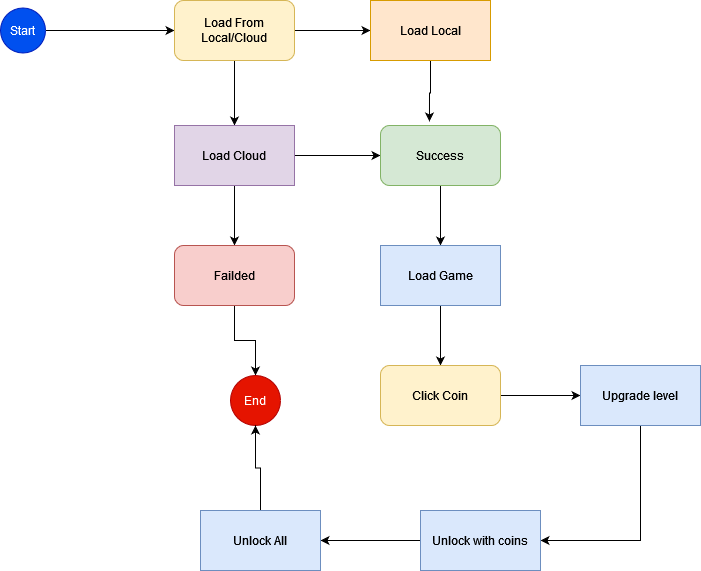 Start
Load From
Local/Cloud
Load Local
Load Cloud
Success
Failded
Load Game
End
Click Coin
Upgrade level
Unlock All
Unlock with coins